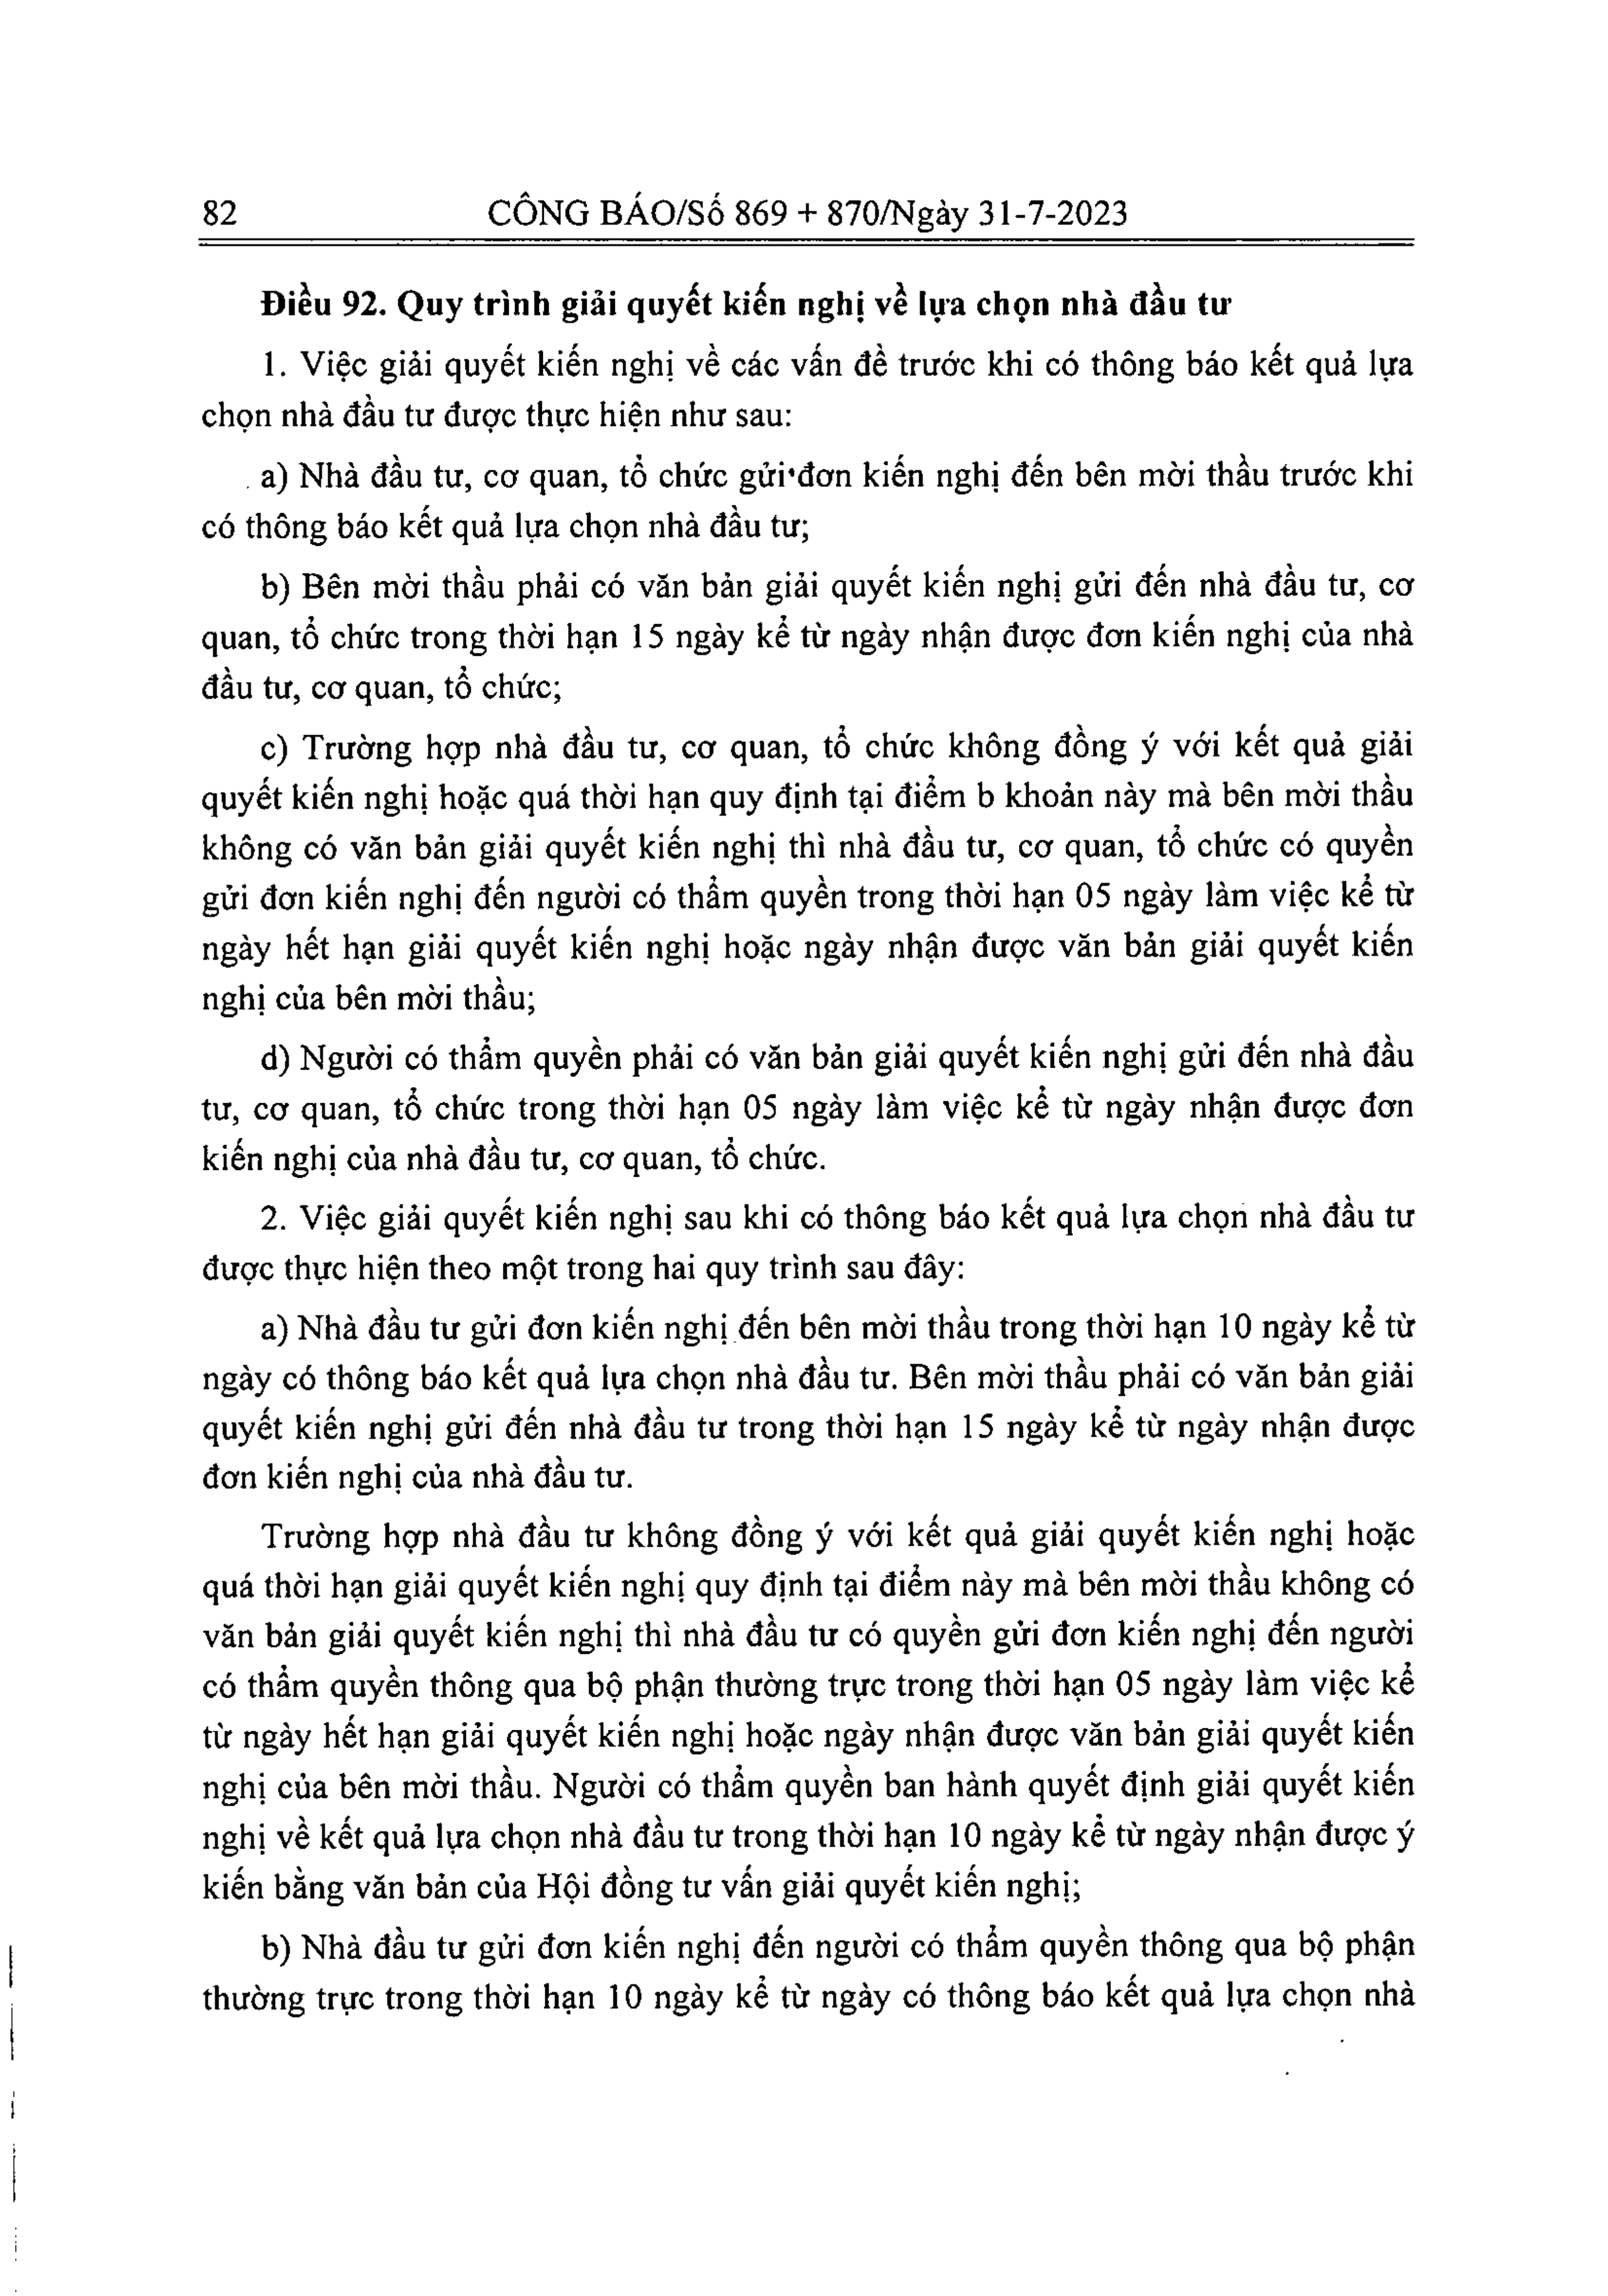 82 CÔNG BÁO/Số 869 + 870/Ngày 31-7-2023
Điều 92. Quy trình giải quyết kiến nghị về lựa chọn nhà đầu tư
1. Việc giải quyết kiến nghị về các vấn đề trước khi có thông báo kết quả lựa
chọn nhà đầu tư được thực hiện như sau:
a) Nhà đầu tư, cơ quan, tổ chức gửi đơn kiến nghị đến bên mời thầu trước khi
có thông báo kết quả lựa chọn nhà đầu tư;
b) Bên mời thầu phải có văn bản giải quyết kiến nghị gửi đến nhà đầu tư, cơ
quan, tổ chức trong thời hạn 15 ngày kể từ ngày nhận được đơn kiến nghị của nhà
đầu tư, cơ quan, tổ chức;
c) Trường hợp nhà đầu tư, cơ quan, tổ chức không đồng ý với kết quả giải
quyết kiến nghị hoặc quá thời hạn quy định tại điểm b khoản này mà bên mời thầu
không có văn bản giải quyết kiến nghị thì nhà đầu tư, cơ quan, tổ chức có quyền
gửi đơn kiến nghị đến người có thẩm quyền trong thời hạn 05 ngày làm việc kể từ
ngày hết hạn giải quyết kiến nghị hoặc ngày nhận được văn bản giải quyết kiến
nghị của bên mời thầu;
d) Người có thẩm quyền phải có văn bản giải quyết kiến nghị gửi đến nhà đầu
tư, cơ quan, tổ chức trong thời hạn 05 ngày làm việc kể từ ngày nhận được đơn
kiến nghị của nhà đầu tư, cơ quan, tổ chức.
2. Việc giải quyết kiến nghị sau khi có thông báo kết quả lựa chọn nhà đầu tư
được thực hiện theo một trong hai quy trình sau đây:
a) Nhà đầu tư gửi đơn kiến nghị đến bên mời thầu trong thời hạn 10 ngày kể từ
ngày có thông báo kết quả lựa chọn nhà đầu tư. Bên mời thầu phải có văn bản giải
quyết kiến nghị gửi đến nhà đầu tư trong thời hạn 15 ngày kể từ ngày nhận được
đơn kiến nghị của nhà đầu tư.
Trường hợp nhà đầu tư không đồng ý với kết quả giải quyết kiến nghị hoặc
quá thời hạn giải quyết kiến nghị quy định tại điểm này mà bên mời thầu không có
văn bản giải quyết kiến nghị thì nhà đầu tư có quyền gửi đơn kiến nghị đến người
có thẩm quyền thông qua bộ phận thường trực trong thời hạn 05 ngày làm việc kể
từ ngày hết hạn giải quyết kiến nghị hoặc ngày nhận được văn bản giải quyết kiến
nghị của bên mời thầu. Người có thẩm quyền ban hành quyết định giải quyết kiến
nghị về kết quả lựa chọn nhà đầu tư trong thời hạn 10 ngày kể từ ngày nhận được ý
kiến bằng văn bản của Hội đồng tư vấn giải quyết kiến nghị;
b) Nhà đầu tư gửi đơn kiến nghị đến người có thẩm quyền thông qua bộ phận
thường trực trong thời hạn 10 ngày kể từ ngày có thông báo kết quả lựa chọn nhà